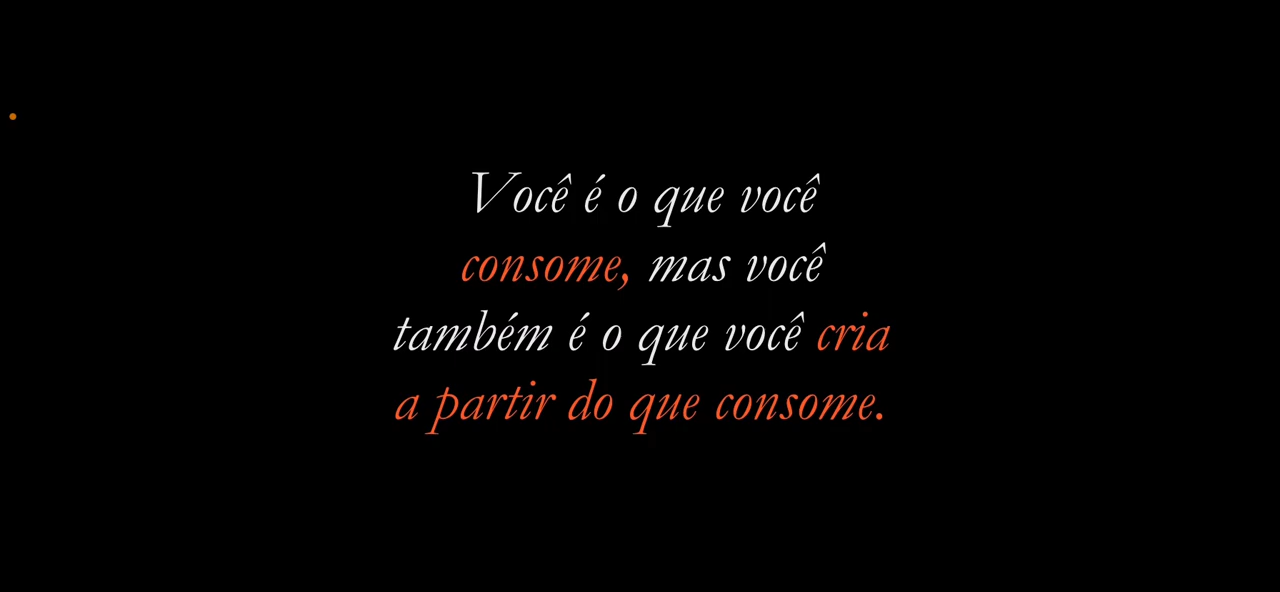 Você é o que você
consome, mas você
também é o que você cria
a partir do que consome.